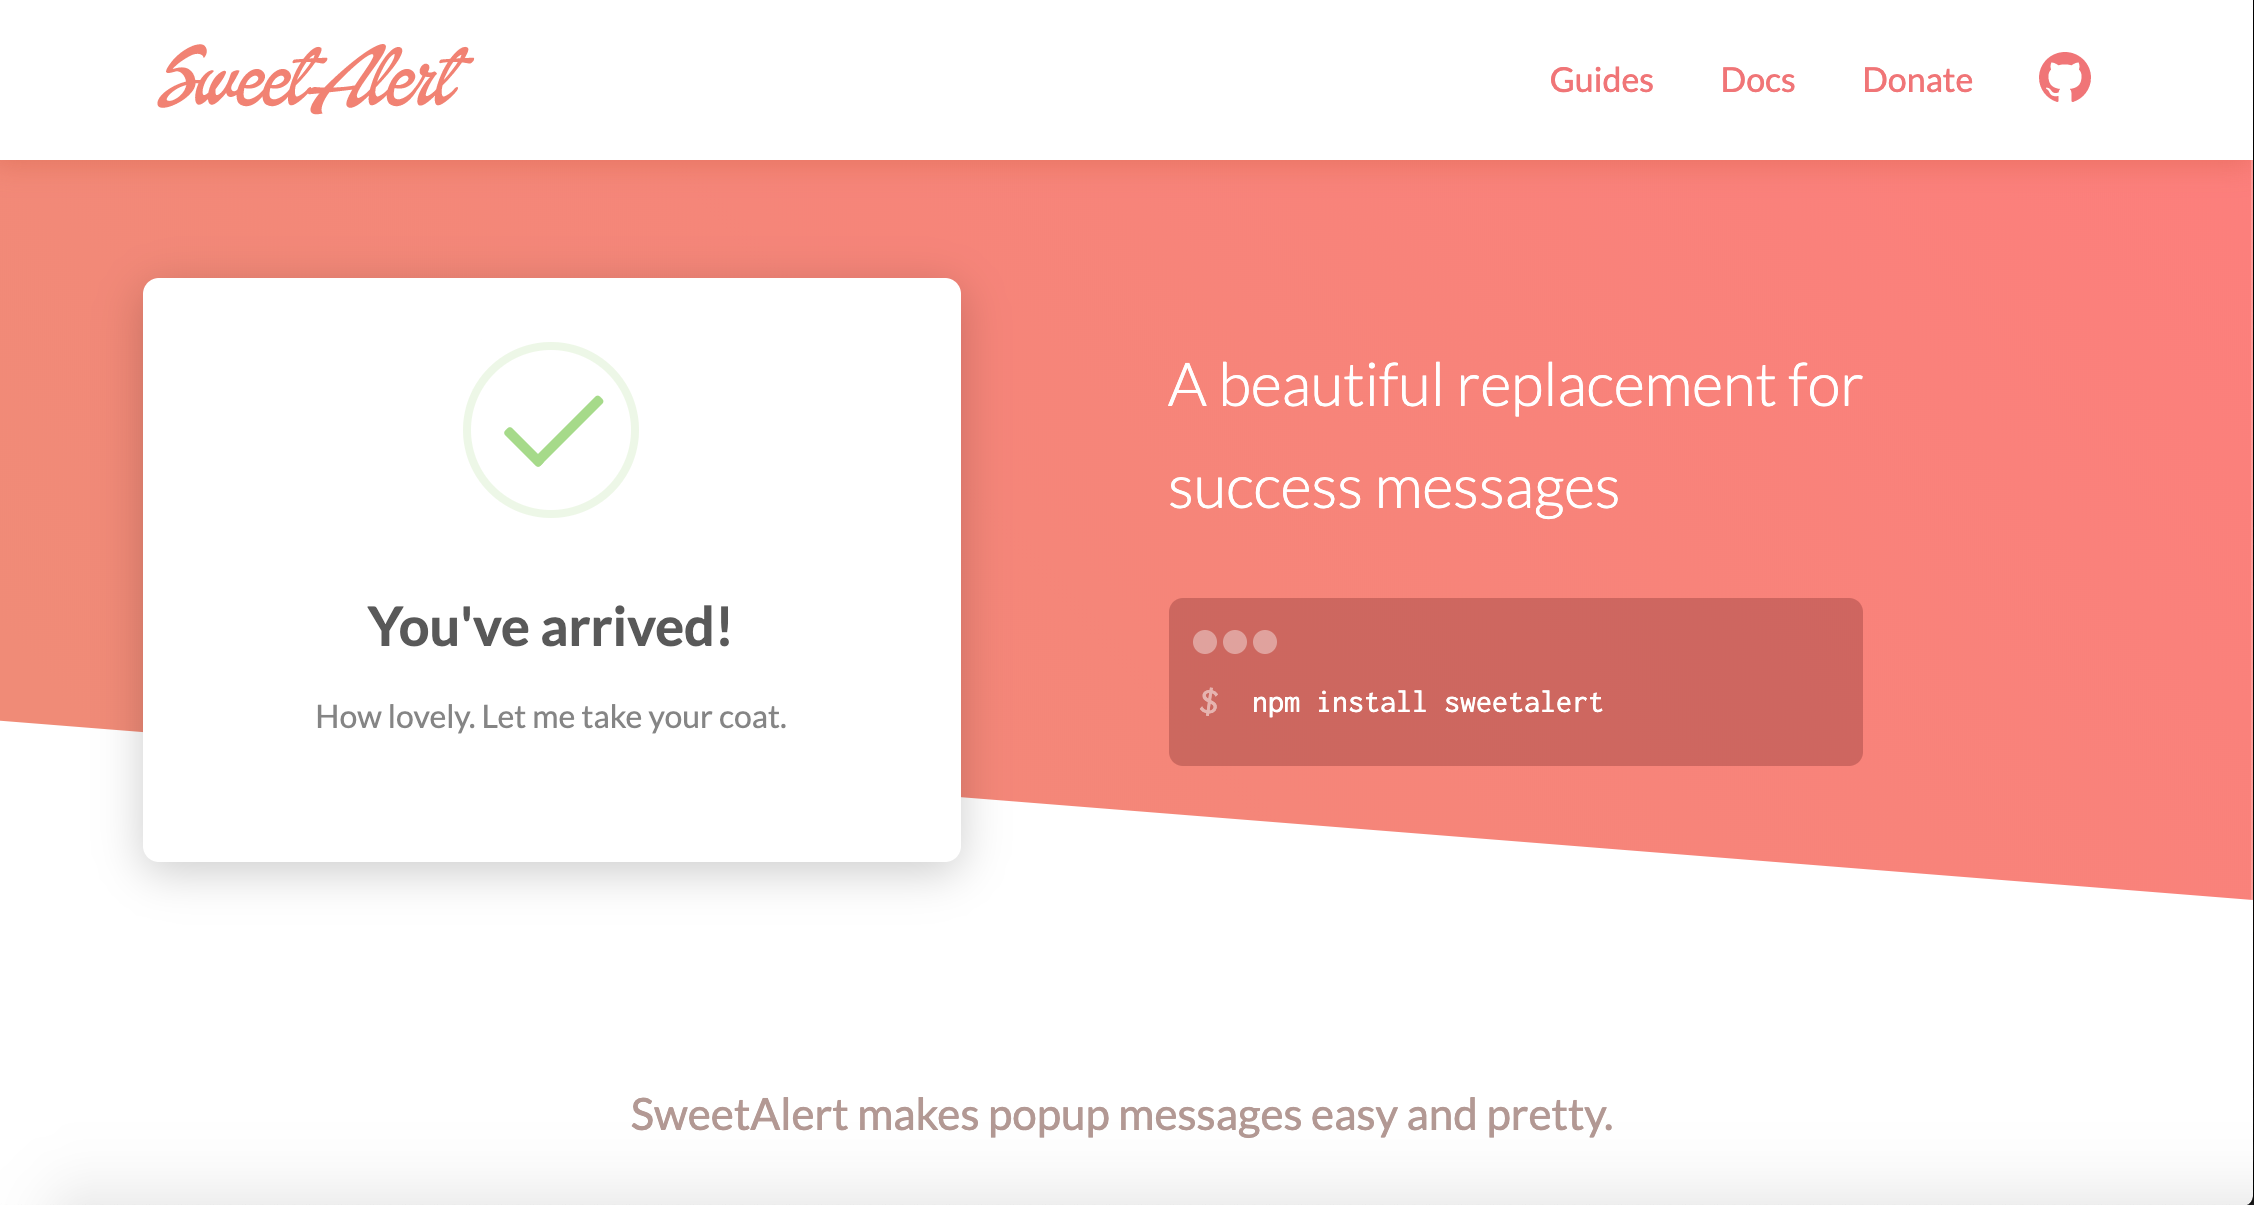 SweetAlert
Guides
Docs
Donate
You've arrived!
How lovely. Let me take your coat.
A beautiful replacement for
success messages
$ npm install sweetalert
SweetAlert makes popup messages easy and pretty.